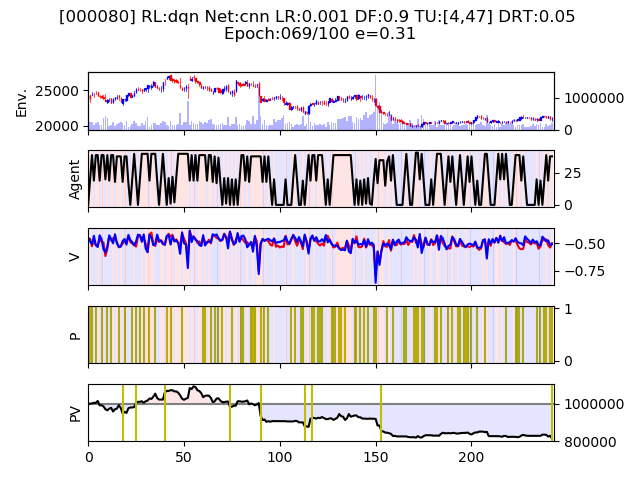 [000080] RL:dqn Net:cnn LR:0.001 DF:0.9 TU:[4,47] DRT:0.05
Epoch:069/100 e=0.31
Env.
25000
20000
1000000
0
Agent
25
0
V
−0.50
−0.75
P
1
0
PV
1000000
800000
0
50
100
150
200